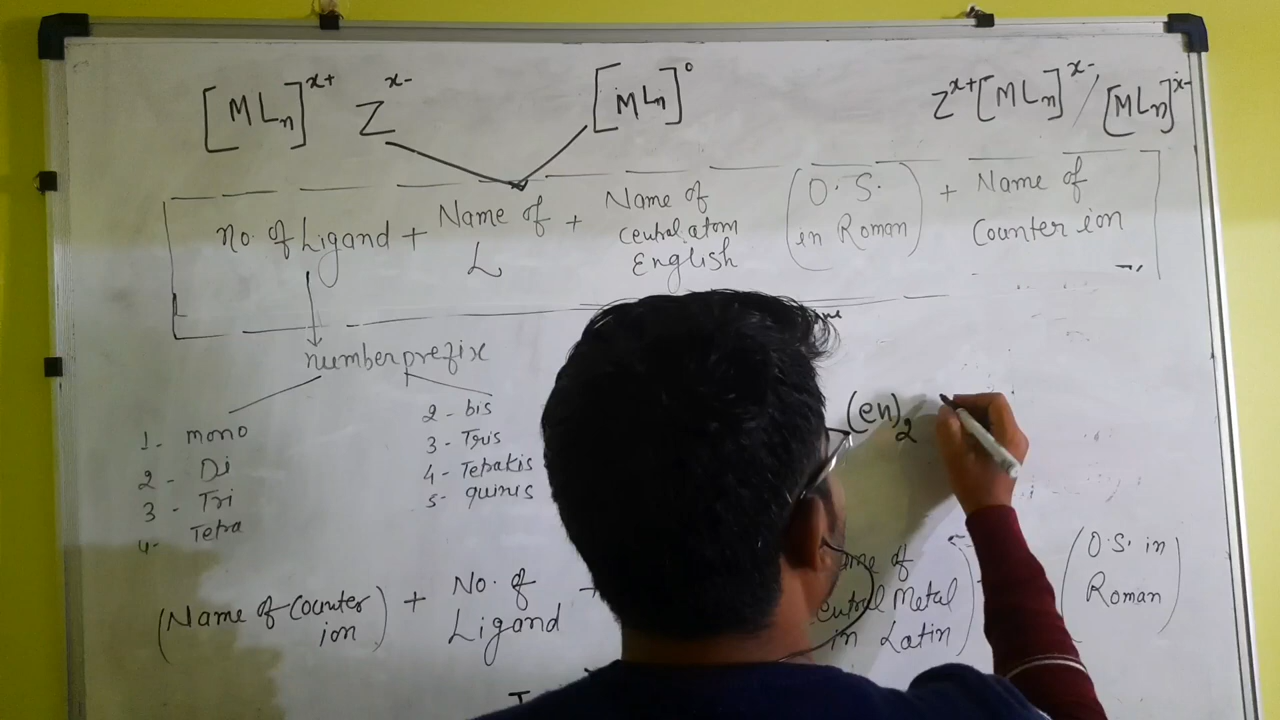 [MLn]^x+ Z^x- [MLn]^0 Z^x+[MLn]^x- / [MLn]^x-
no. of Ligand + Name of L + Name of Central atom English (O.S. in Roman) + Name of Counter ion
number prefix
1- mono
2 - Di
3 - Tri
4- Tetra
2 - bis
3 - Tris
4 - Tetrakis
5- quinis
(en)2
(Name of Counter ion) + No. of Ligand + of Metal in Latin) (O.S. in Roman)